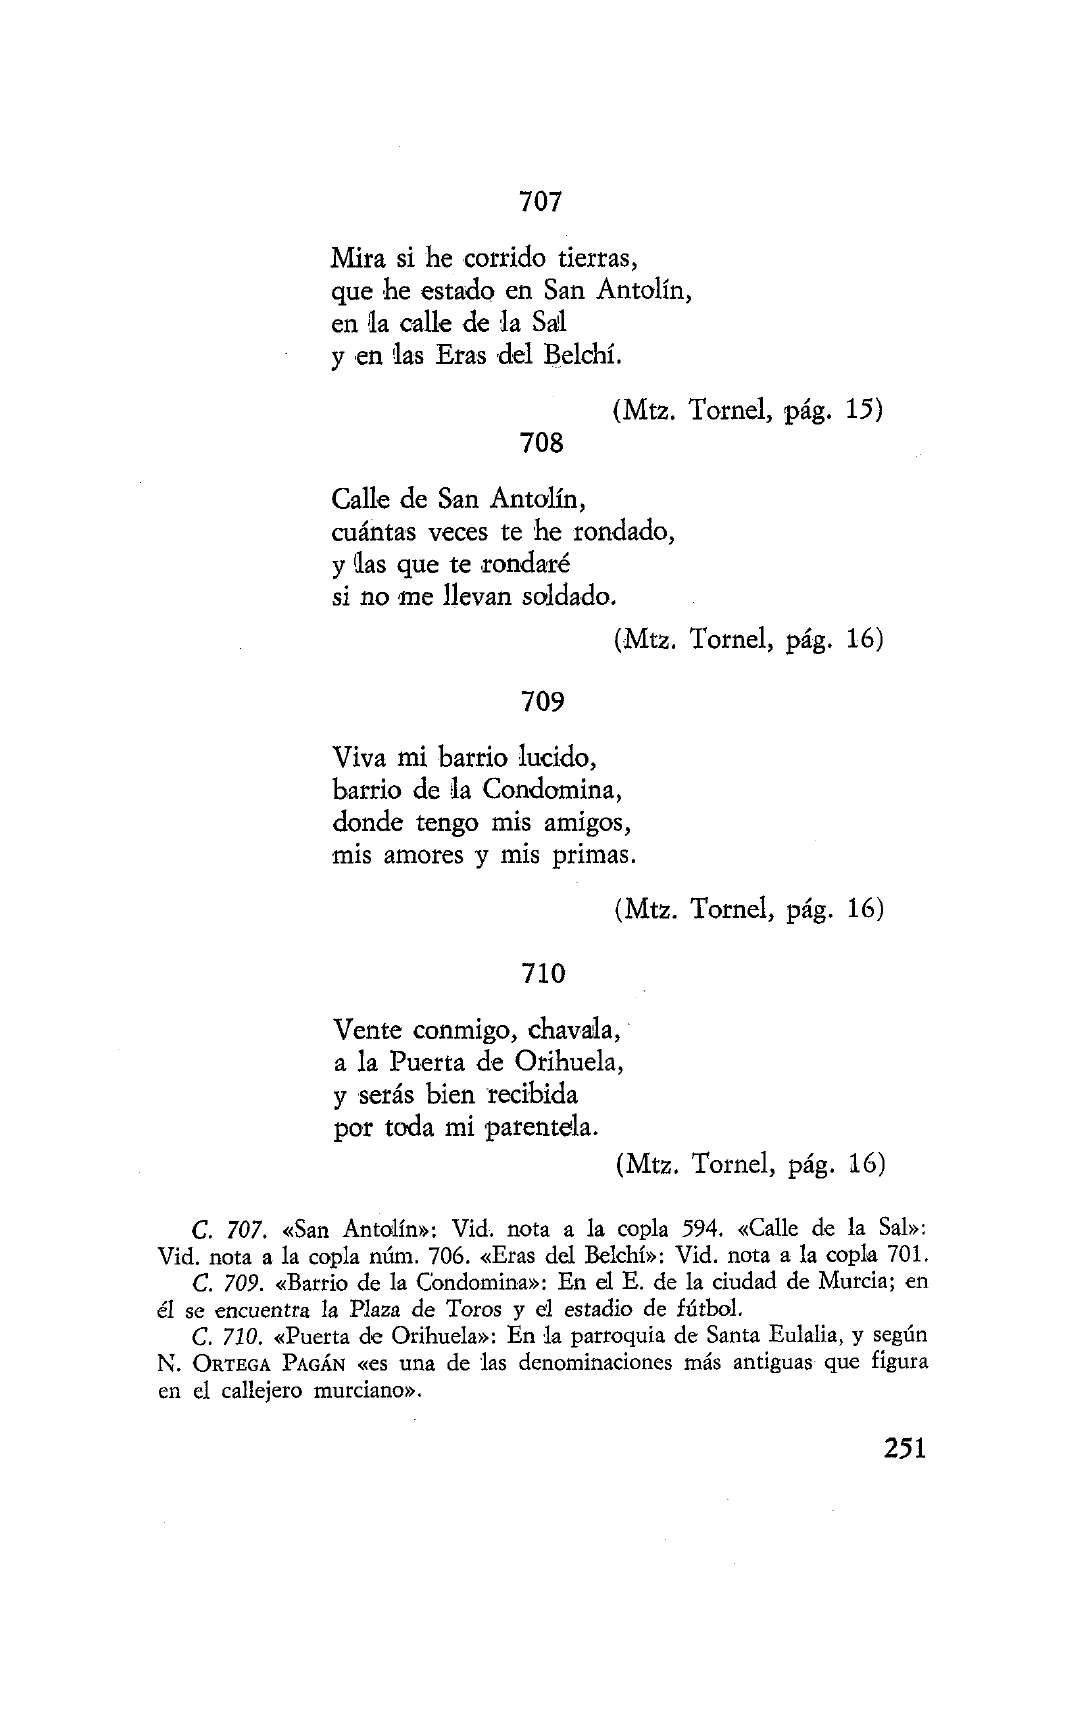 707
Mira si he corrido tierras,
que he estado en San Antolín,
en la calle de la Sal
y en las Eras del Belchí.
(Mtz. Tornel, pág. 15)
708
Calle de San Antolín,
cuántas veces te he rondado,
y las que te rondaré
si no me llevan soldado.
(Mtz. Tornel, pág. 16)
709
Viva mi barrio lucido,
barrio de la Condomina,
donde tengo mis amigos,
mis amores y mis primas.
(Mtz. Tornel, pág. 16)
710
Vente conmigo, chavala,
a la Puerta de Orihuela,
y serás bien recibida
por toda mi parentela.
(Mtz. Tornel, pág. 16)
C. 707. «San Antolín»: Vid. nota a la copla 594. «Calle de la Sal»:
Vid. nota a la copla núm. 706. «Eras del Belchí»: Vid. nota a la copla 701.
C. 709. «Barrio de la Condomina»: En el E. de la ciudad de Murcia; en
él se encuentra la Plaza de Toros y el estadio de fútbol.
C. 710. «Puerta de Orihuela»: En la parroquia de Santa Eulalia, y según
N. ORTEGA PAGÁN «es una de las denominaciones más antiguas que figura
en el callejero murciano».
251